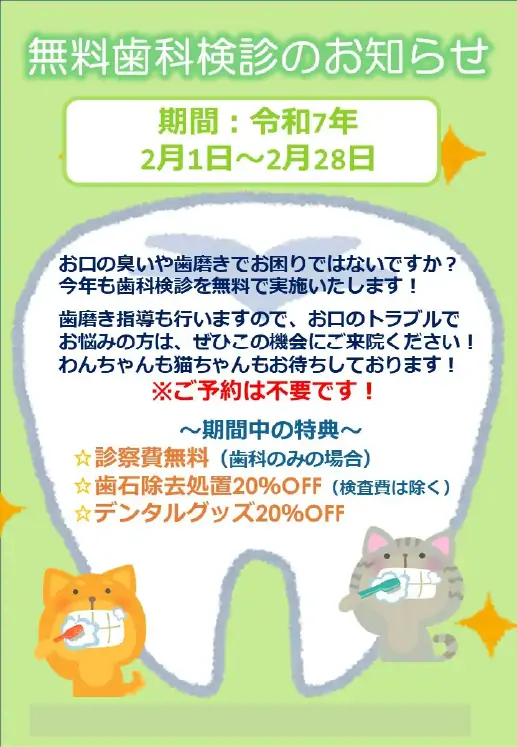 無料歯科検診のお知らせ
期間：令和7年
2月1日～2月28日
お口の臭いや歯磨きでお困りではないですか？
今年も歯科検診を無料で実施いたします！
歯磨き指導も行いますので、お口のトラブルで
お悩みの方は、ぜひこの機会にご来院ください！
わんちゃんも猫ちゃんもお待ちしております！
※ご予約は不要です！
～期間中の特典～
☆診察費無料（歯科のみの場合）
☆歯石除去処置20%OFF（検査費は除く）
☆デンタルグッズ20%OFF